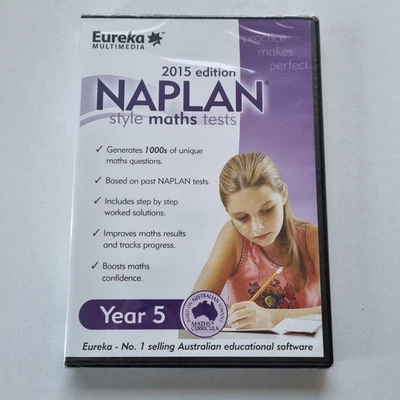 Eureka
MULTIMEDIA
practice
makes
perfect
2015 edition
NAPLAN*
style maths tests
✓ Generates 1000s of unique
maths questions.
✓ Based on past NAPLAN tests.
✓ Includes step by step
worked solutions.
✓ Improves maths results
and tracks progress.
✓ Boosts maths
confidence.
Year 5
AUSTRALIAN
MATHS
CURRICULA
Eureka - No. 1 selling Australian educational software